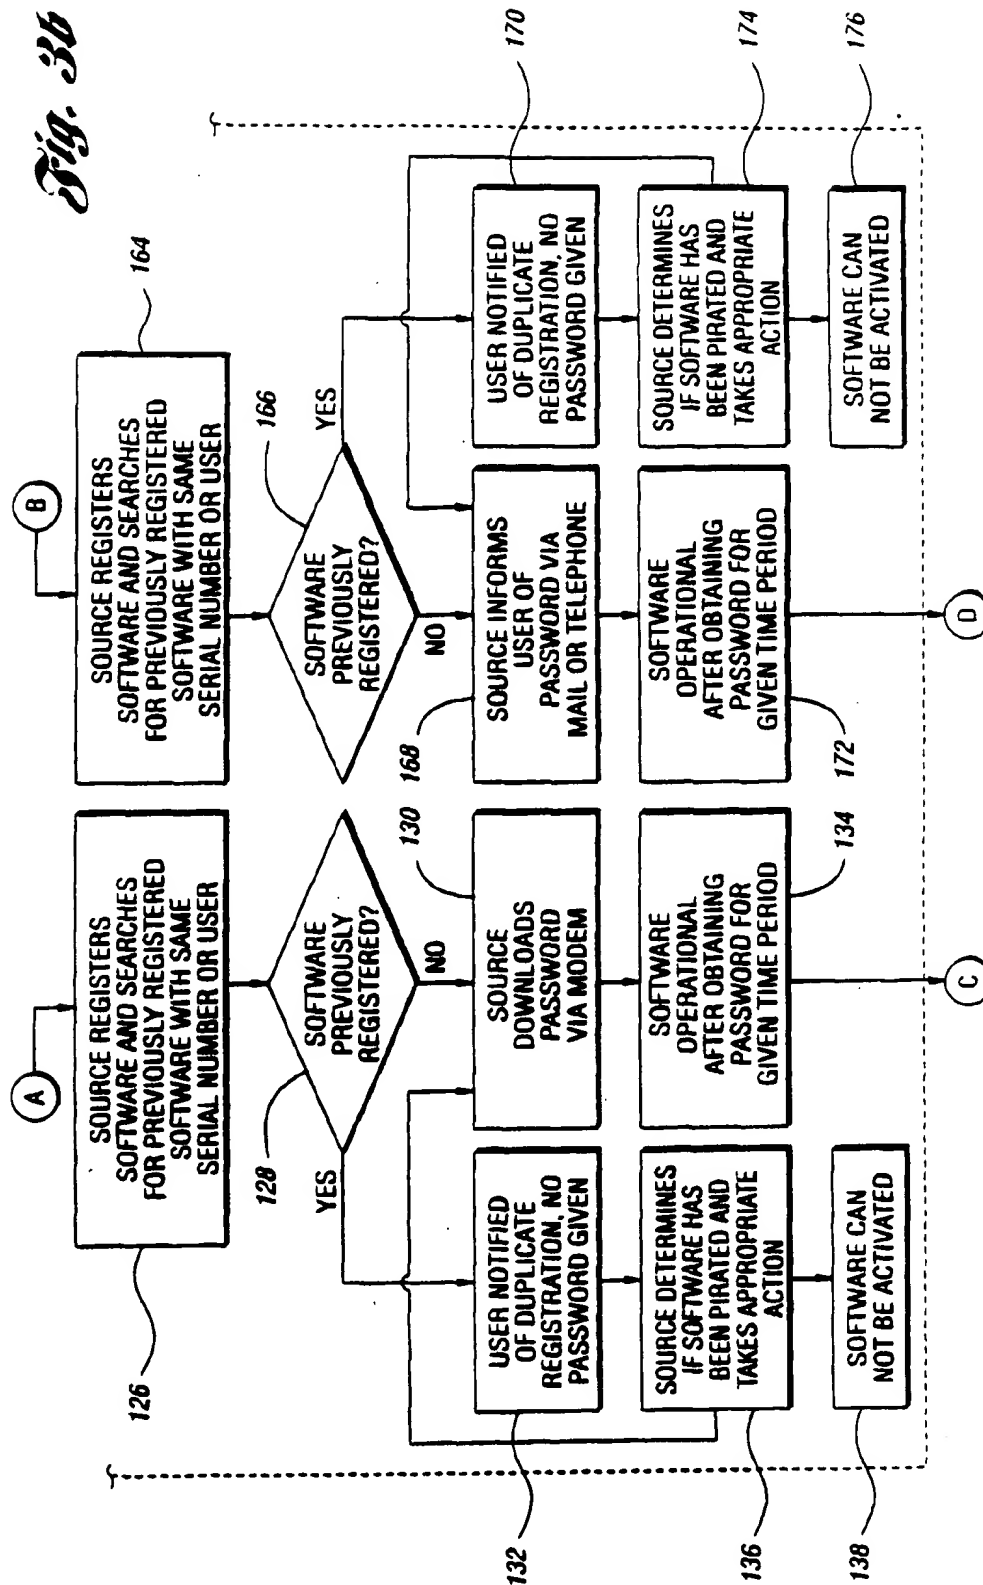 Fig. 3b
A
SOURCE REGISTERS
SOFTWARE AND SEARCHES
FOR PREVIOUSLY REGISTERED
SOFTWARE WITH SAME
SERIAL NUMBER OR USER
126
SOFTWARE
PREVIOUSLY
REGISTERED?
128
YES
NO
USER NOTIFIED
OF DUPLICATE
REGISTRATION, NO
PASSWORD GIVEN
132
SOURCE
DOWNLOADS
PASSWORD
VIA MODEM
130
SOURCE DETERMINES
IF SOFTWARE HAS
BEEN PIRATED AND
TAKES APPROPRIATE
ACTION
136
SOFTWARE
OPERATIONAL
AFTER OBTAINING
PASSWORD FOR
GIVEN TIME PERIOD
134
SOFTWARE CAN
NOT BE ACTIVATED
138
C
B
SOURCE REGISTERS
SOFTWARE AND SEARCHES
FOR PREVIOUSLY REGISTERED
SOFTWARE WITH SAME
SERIAL NUMBER OR USER
164
SOFTWARE
PREVIOUSLY
REGISTERED?
166
YES
NO
SOURCE INFORMS
USER OF
PASSWORD VIA
MAIL OR TELEPHONE
168
USER NOTIFIED
OF DUPLICATE
REGISTRATION, NO
PASSWORD GIVEN
170
SOFTWARE
OPERATIONAL
AFTER OBTAINING
PASSWORD FOR
GIVEN TIME PERIOD
172
SOURCE DETERMINES
IF SOFTWARE HAS
BEEN PIRATED AND
TAKES APPROPRIATE
ACTION
174
SOFTWARE CAN
NOT BE ACTIVATED
176
D